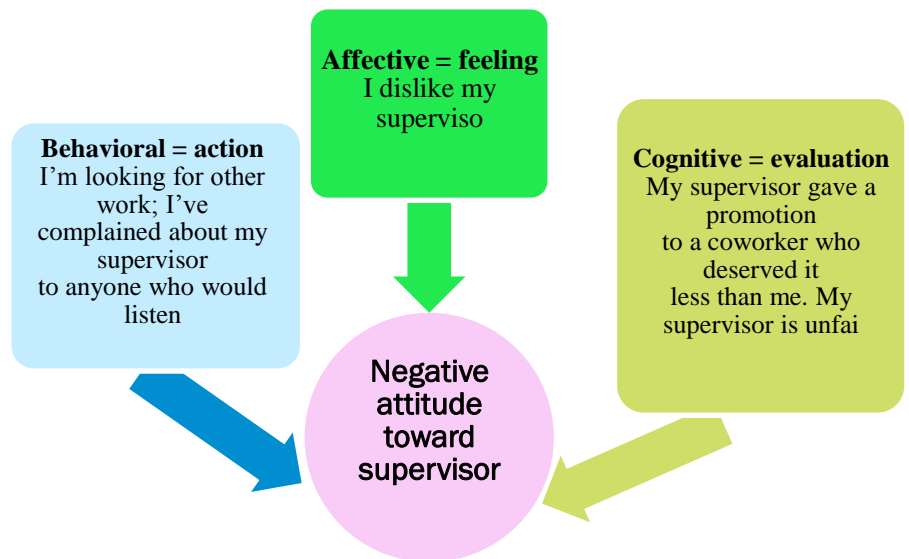 Behavioral = action
I’m looking for other
work; I’ve
complained about my
supervisor
to anyone who would
listen
Affective = feeling
I dislike my
superviso
Cognitive = evaluation
My supervisor gave a
promotion
to a coworker who
deserved it
less than me. My
supervisor is unfai
Negative
attitude
toward
supervisor